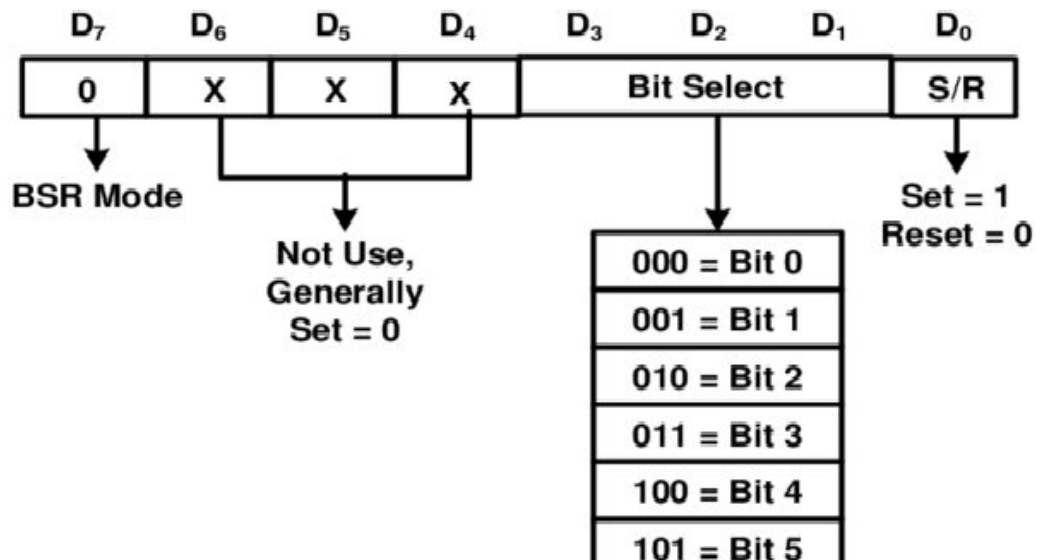 D₇ D₆ D₅ D₄ D₃ D₂ D₁ D₀
0 X X X Bit Select S/R
BSR Mode
Not Use,
Generally
Set = 0
Set = 1
Reset = 0
000 = Bit 0
001 = Bit 1
010 = Bit 2
011 = Bit 3
100 = Bit 4
101 = Bit 5